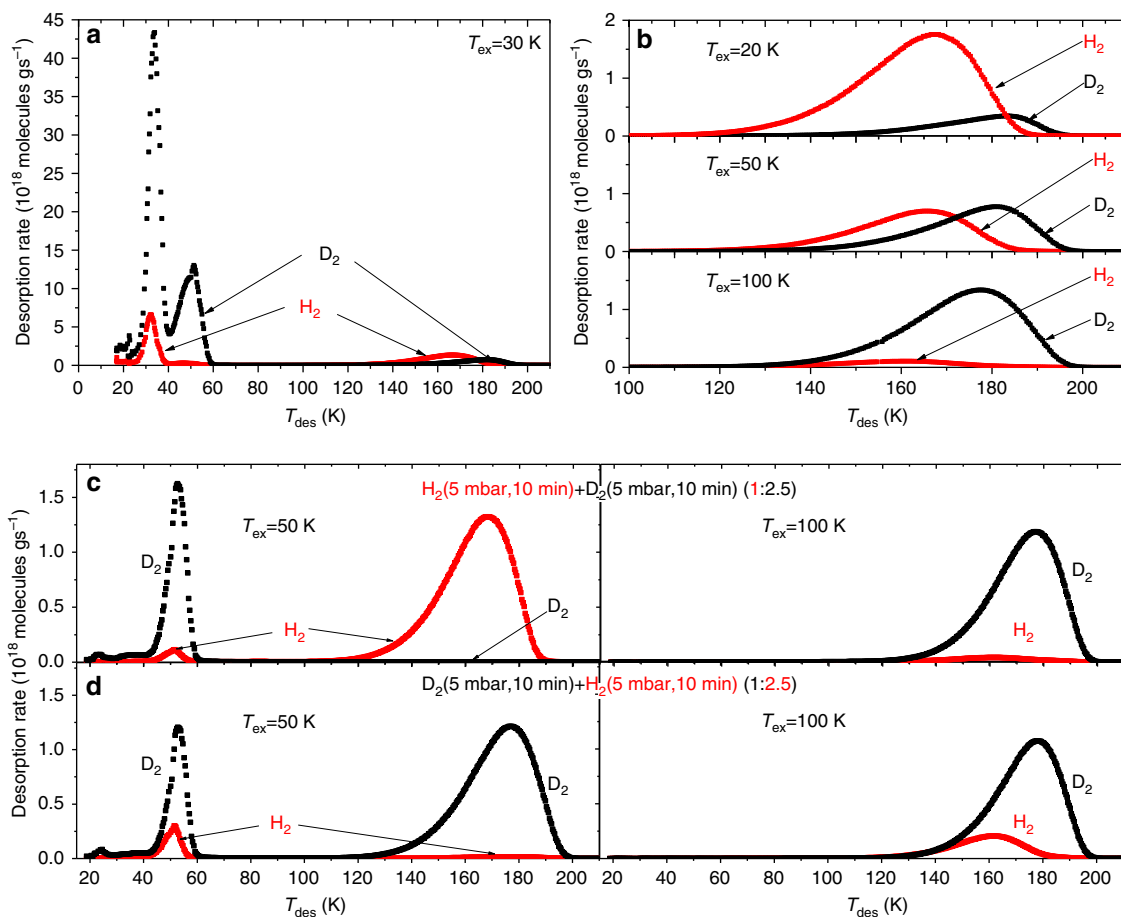 a
T_ex=30 K
Desorption rate (10^18 molecules gs^−1)
45
40
35
30
25
20
15
10
5
0
D2
H2
0 20 40 60 80 100 120 140 160 180 200
T_des (K)
b
T_ex=20 K
H2
D2
T_ex=50 K
H2
D2
T_ex=100 K
H2
D2
Desorption rate (10^18 molecules gs^−1)
2
1
0
1
0
1
0
100 120 140 160 180 200
T_des (K)
c
H2(5 mbar,10 min)+D2(5 mbar,10 min) (1:2.5)
T_ex=50 K
D2
H2
D2
T_ex=100 K
D2
H2
1.5
1.0
0.5
0.0
Desorption rate (10^18 molecules gs^−1)
d
D2(5 mbar,10 min)+H2(5 mbar,10 min) (1:2.5)
T_ex=50 K
D2
H2
D2
T_ex=100 K
D2
H2
1.5
1.0
0.5
0.0
20 40 60 80 100 120 140 160 180 200 20 40 60 80 100 120 140 160 180 200
T_des (K) T_des (K)